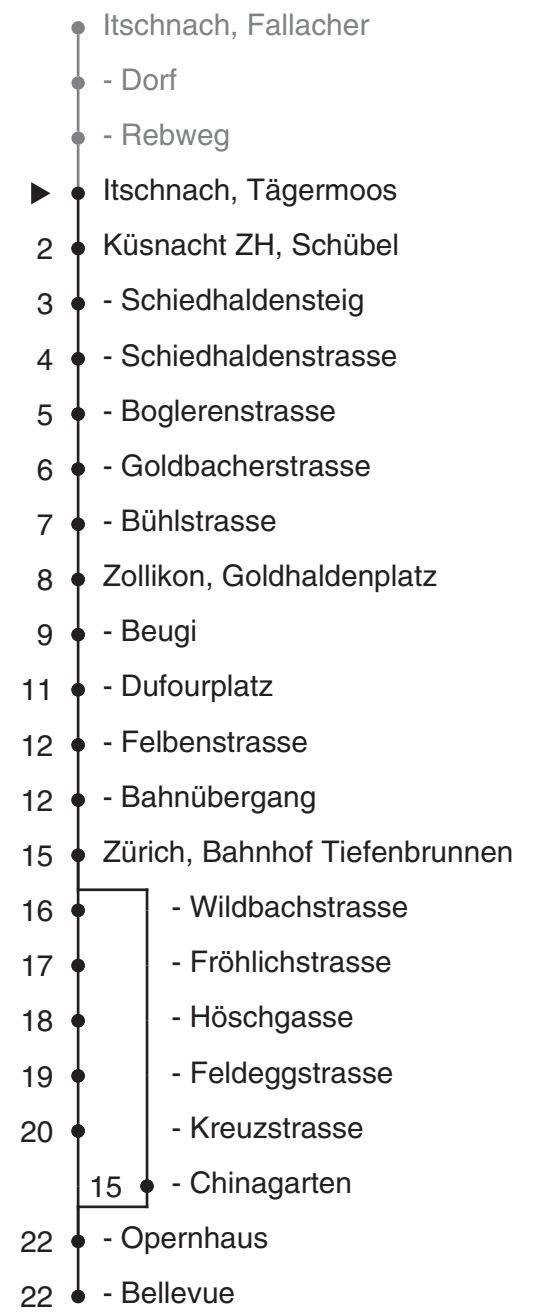 Itschnach, Fallacher
- Dorf
- Rebweg
Itschnach, Tägermoos
2 Küsnacht ZH, Schübel
3 - Schiedhaldensteig
4 - Schiedhaldenstrasse
5 - Boglerenstrasse
6 - Goldbacherstrasse
7 - Bühlstrasse
8 Zollikon, Goldhaldenplatz
9 - Beugi
11 - Dufourplatz
12 - Felbenstrasse
12 - Bahnübergang
15 Zürich, Bahnhof Tiefenbrunnen
16 - Wildbachstrasse
17 - Fröhlichstrasse
18 - Höschgasse
19 - Feldeggstrasse
20 - Kreuzstrasse
15 - Chinagarten
22 - Opernhaus
22 - Bellevue